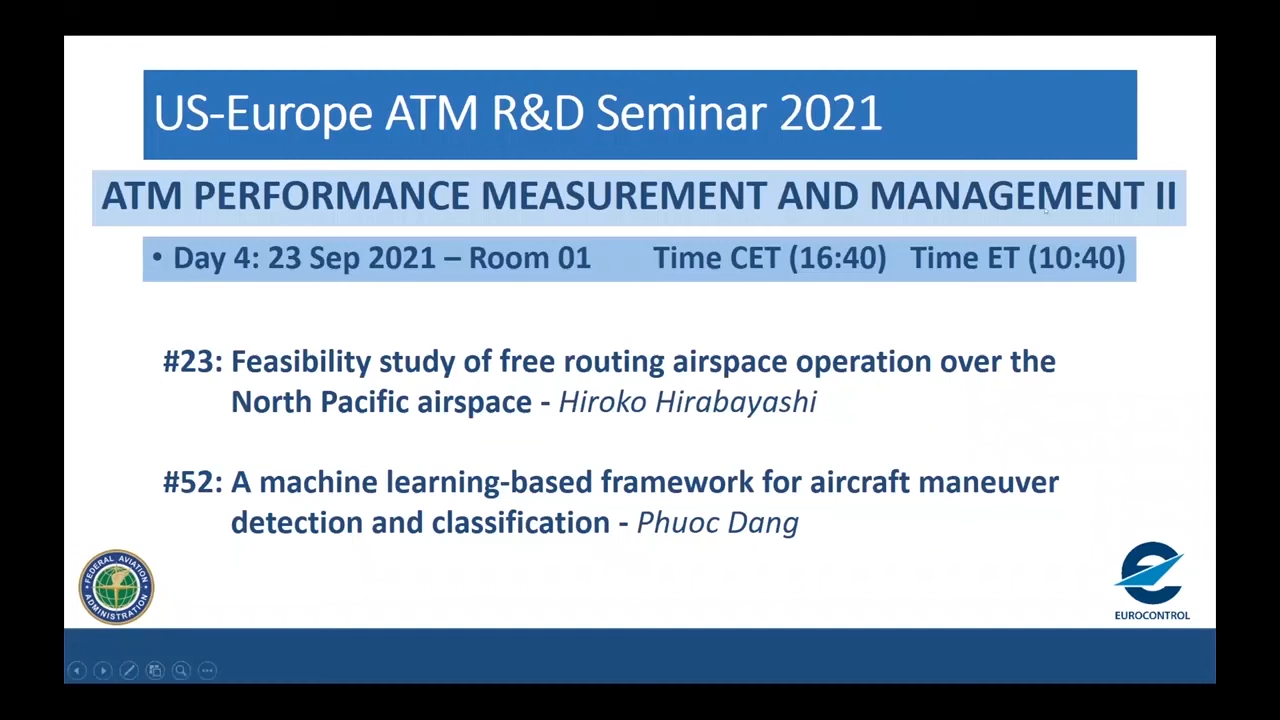 US-Europe ATM R&D Seminar 2021
ATM PERFORMANCE MEASUREMENT AND MANAGEMENT II
• Day 4: 23 Sep 2021 – Room 01 Time CET (16:40) Time ET (10:40)
#23: Feasibility study of free routing airspace operation over the
North Pacific airspace - Hiroko Hirabayashi
#52: A machine learning-based framework for aircraft maneuver
detection and classification - Phuoc Dang
FEDERAL AVIATION
ADMINISTRATION
EUROCONTROL